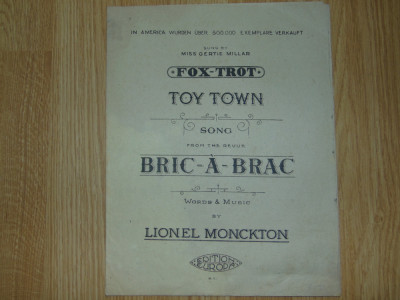 IN AMERICA WURDEN ÜBER 500.000 EXEMPLARE VERKAUFT
SUNG BY
MISS GERTIE MILLAR
FOX-TROT
TOY TOWN
SONG
FROM THE REVUE
BRIC-À-BRAC
WORDS & MUSIC
BY
LIONEL MONCKTON
EDITION
EUROPA